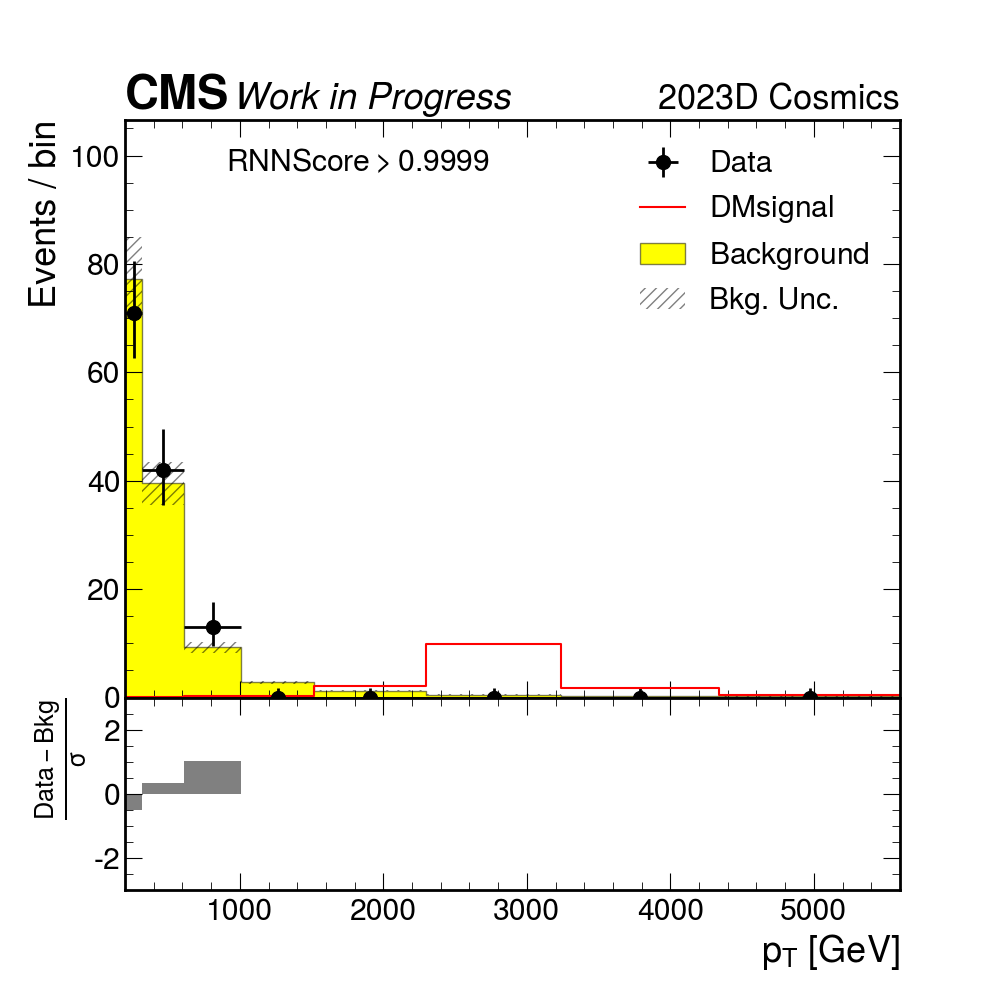 CMS Work in Progress 2023D Cosmics
Events / bin
RNNScore > 0.9999
Data
DMsignal
Background
Bkg. Unc.
100
80
60
40
20
0
Data – Bkg
σ
2
0
-2
1000 2000 3000 4000 5000
pT [GeV]